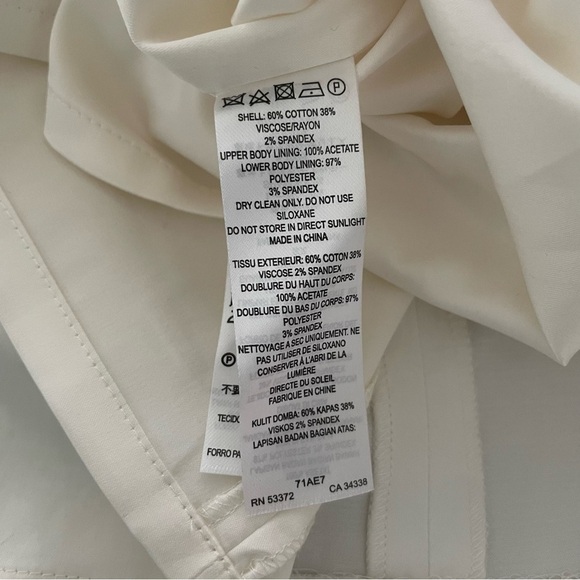 P
SHELL: 60% COTTON 38%
VISCOSE/RAYON
2% SPANDEX
UPPER BODY LINING: 100% ACETATE
LOWER BODY LINING: 97%
POLYESTER
3% SPANDEX
DRY CLEAN ONLY. DO NOT USE
SILOXANE
DO NOT STORE IN DIRECT SUNLIGHT
MADE IN CHINA
TISSU EXTERIEURE: 60% COTON 38%
VISCOSE 2% SPANDEX
DOUBLURE DU HAUT DU CORPS:
100% ACETATE
DOUBLURE DU BAS DU CORPS: 97%
POLYESTER
3% SPANDEX
NETTOYAGE A SEC UNIQUEMENT. NE
PAS UTILISER DE SILOXANO
CONSERVER À L'ABRI DE LA
LUMIÈRE
DIRECTE DU SOLEIL
FABRIQUE EN CHINE
KULIT DOMBA: 60% KAPAS 38%
VISKOS 2% SPANDEX
LAPISAN BADAN BAGIAN ATAS:
71AE7
RN 53372 CA 34338
P
不
TECIDO
FORRO PA